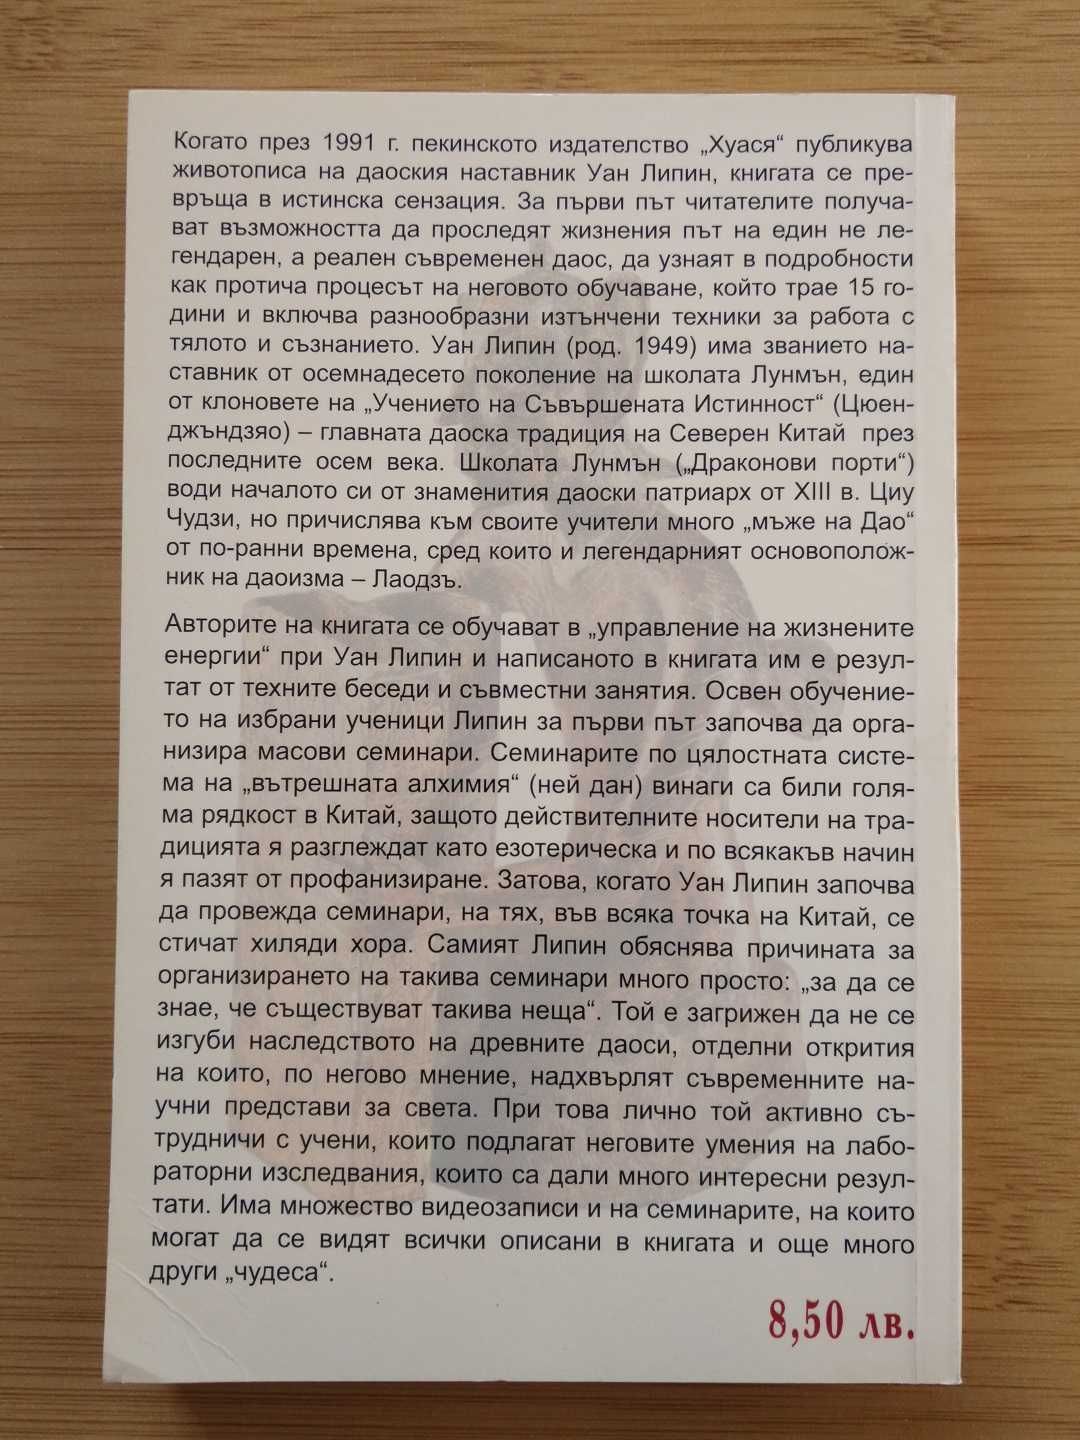 Когато през 1991 г. пекинското издателство „Хуася“ публикува
животописа на даоския наставник Уан Липин, книгата се пре-
връща в истинска сензация. За първи път читателите получа-
ват възможността да проследят жизнения път на един не ле-
гендарен, а реален съвременен даос, да узнаят в подробности
как протича процесът на неговото обучаване, който трае 15 го-
дини и включва разнообразни изтънчени техники за работа с
тялото и съзнанието. Уан Липин (род. 1949) има званието на-
ставник от осемнадесето поколение на школата Лунмън, един
от клоновете на „Учението на Съвършената Истинност“ (Цюен-
джъндзяо) – главната даоска традиция на Северен Китай през
последните осем века. Школата Лунмън („Драконови порти“)
води началото си от знаменития даоски патриарх от XIII в. Циу
Чудзи, но причислява към своите учители много „мъже на Дао“
от по-ранни времена, сред които и легендарният основополож-
ник на даоизма – Лаодзъ.
Авторите на книгата се обучават в „управление на жизнените
енергии“ при Уан Липин и написаното в книгата им е резул-
тат от техните беседи и съвместни занятия. Освен обучение-
то на избрани ученици Липин за първи път започва да орга-
низира масови семинари. Семинарите по цялостната систе-
ма на „вътрешната алхимия“ (ней дан) винаги са били голя-
ма рядкост в Китай, защото действителните носители на тра-
дицията я разглеждат като езотерическа и по всякакъв начин
я пазят от профанизиране. Затова, когато Уан Липин започва
да провежда семинари, на тях, във всяка точка на Китай, се
стичат хиляди хора. Самият Липин обяснява причината за
организирането на такива семинари много просто: „за да се
знае, че съществуват такива неща“. Той е загрижен да не се
изгуби наследството на древните даоси, отделни открития
на които, по негово мнение, надхвърлят съвременните на-
учни представи за света. При това лично той активно съ-
трудничи с учени, които подлагат неговите умения на лабо-
раторни изследвания, които са дали много интересни резул-
тати. Има множество видеозаписи и на семинарите, на които
могат да се видят всички описани в книгата и още много
други „чудеса“.
8,50 лв.